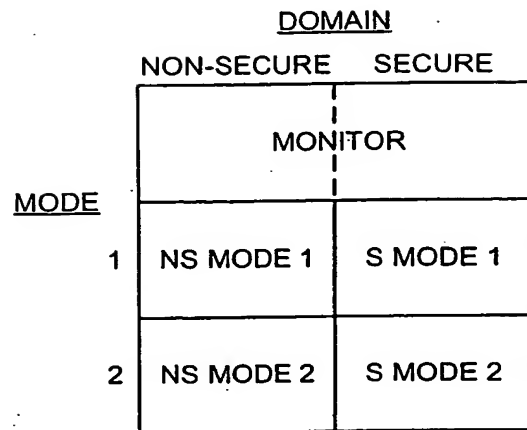 DOMAIN
NON-SECURE SECURE
MONITOR
MODE
1 NS MODE 1 S MODE 1
2 NS MODE 2 S MODE 2